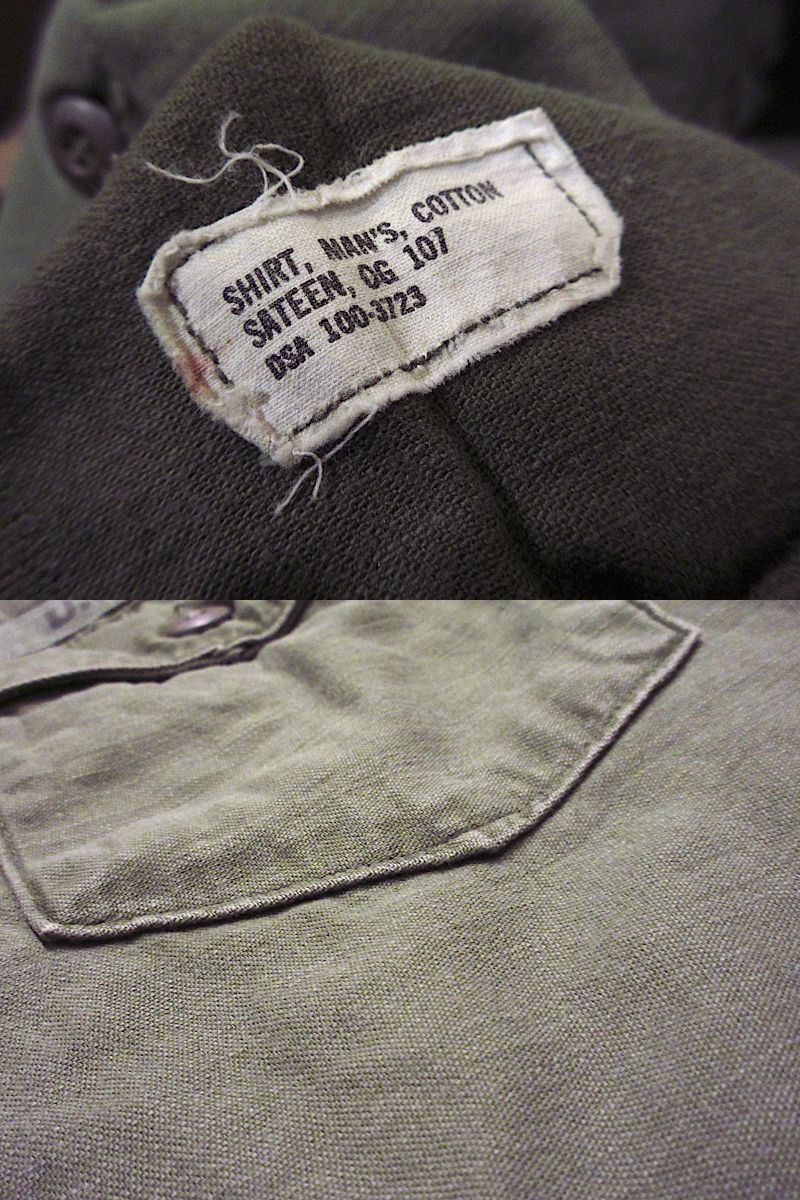 SHIRT, MAN'S, COTTON
SATEEN, OG 107
DSA 100-3723